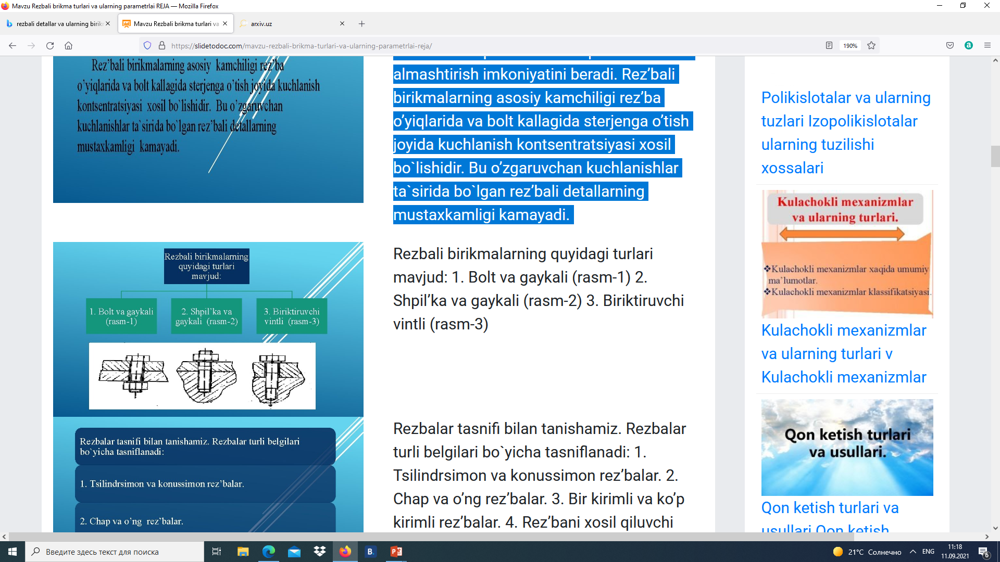 Mavzu Rezbali brikma turlari va ularning parametrlai REJA — Mozilla Firefox
rezbali detallar va ularning birik
Mavzu Rezbali brikma turlari va
arxiv.uz
https://slidetodoc.com/mavzu-rezbali-brikma-turlari-va-ularning-parametrlai-reja/
190%
Rez’bali birikmalarning asosiy kamchiligi rez’ba
o’yiqlarida va bolt kallagida sterjenga o’tish joyida kuchlanish
kontsentratsiyasi xosil bo`lishidir. Bu o’zgaruvchan
kuchlanishlar ta`sirida bo`lgan rez’bali detallarning
mustaxkamligi kamayadi.
Rezbali birikmalarning
quyidagi turlari
mavjud:
1. Bolt va gaykali
(rasm-1)
2. Shpil’ka va
gaykali (rasm-2)
3. Biriktiruvchi
vintli (rasm-3)
Rezbalar tasnifi bilan tanishamiz. Rezbalar turli belgilari
bo`yicha tasniflanadi:
1. Tsilindrsimon va konussimon rez’balar.
2. Chap va o’ng rez’balar.
almashtirish imkoniyatini beradi. Rez’bali
birikmalarning asosiy kamchiligi rez’ba
o’yiqlarida va bolt kallagida sterjenga o’tish
joyida kuchlanish kontsentratsiyasi xosil
bo`lishidir. Bu o’zgaruvchan kuchlanishlar
ta`sirida bo`lgan rez’bali detallarning
mustaxkamligi kamayadi.
Rezbali birikmalarning quyidagi turlari
mavjud: 1. Bolt va gaykali (rasm-1) 2.
Shpil’ka va gaykali (rasm-2) 3. Biriktiruvchi
vintli (rasm-3)
Rezbalar tasnifi bilan tanishamiz. Rezbalar
turli belgilari bo`yicha tasniflanadi: 1.
Tsilindrsimon va konussimon rez’balar. 2.
Chap va o’ng rez’balar. 3. Bir kirimli va ko’p
kirimli rez’balar. 4. Rez’bani xosil qiluvchi
Polikislotalar va ularning
tuzlari Izopolikislotalar
ularning tuzilishi
xossalari
Kulachokli mexanizmlar
va ularning turlari.
❖Kulachokli mexanizmlar xaqida umumiy
ma’lumotlar.
❖Kulachokli mexanizmlar klassifikatsiyasi.
Kulachokli mexanizmlar
va ularning turlari v
Kulachokli mexanizmlar
Qon ketish turlari
va usullari.
Qon ketish turlari va
usullari Qon ketish
Введите здесь текст для поиска
B.
21°C Солнечно
ENG
11:18
11.09.2021
6